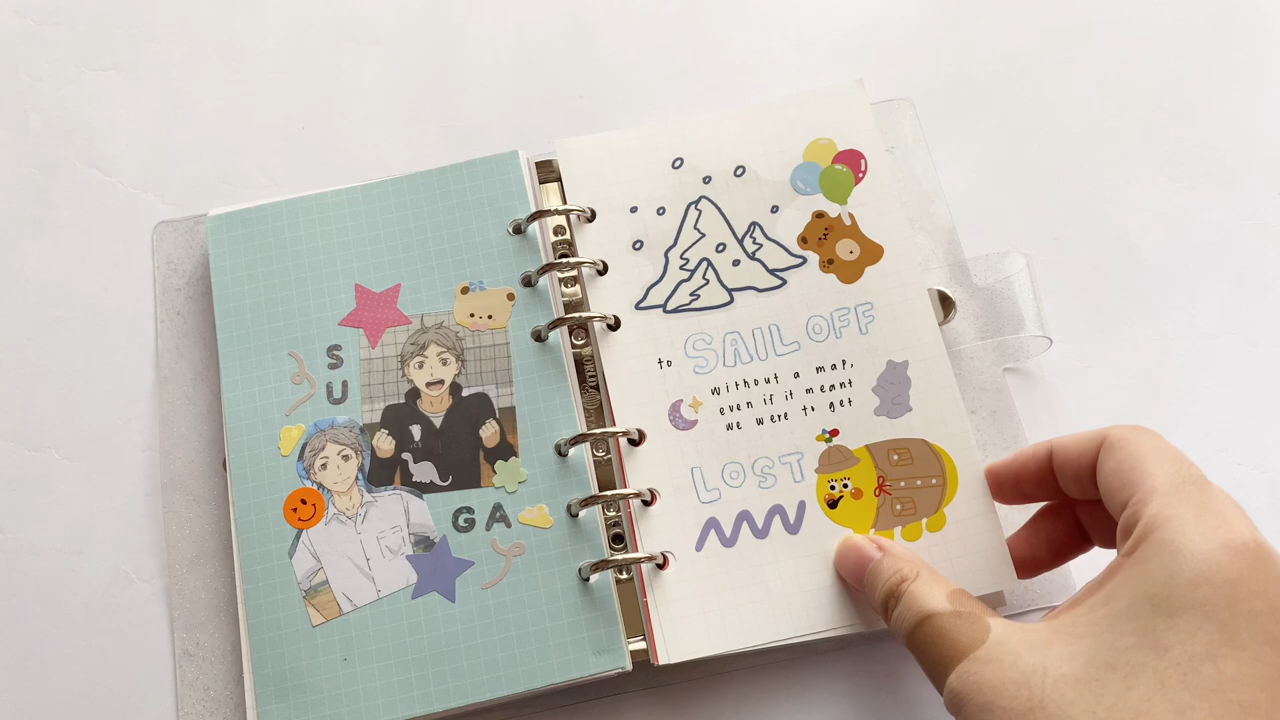 SU
GA
to SAIL OFF
without a map,
even if it meant
we were to get
LOST